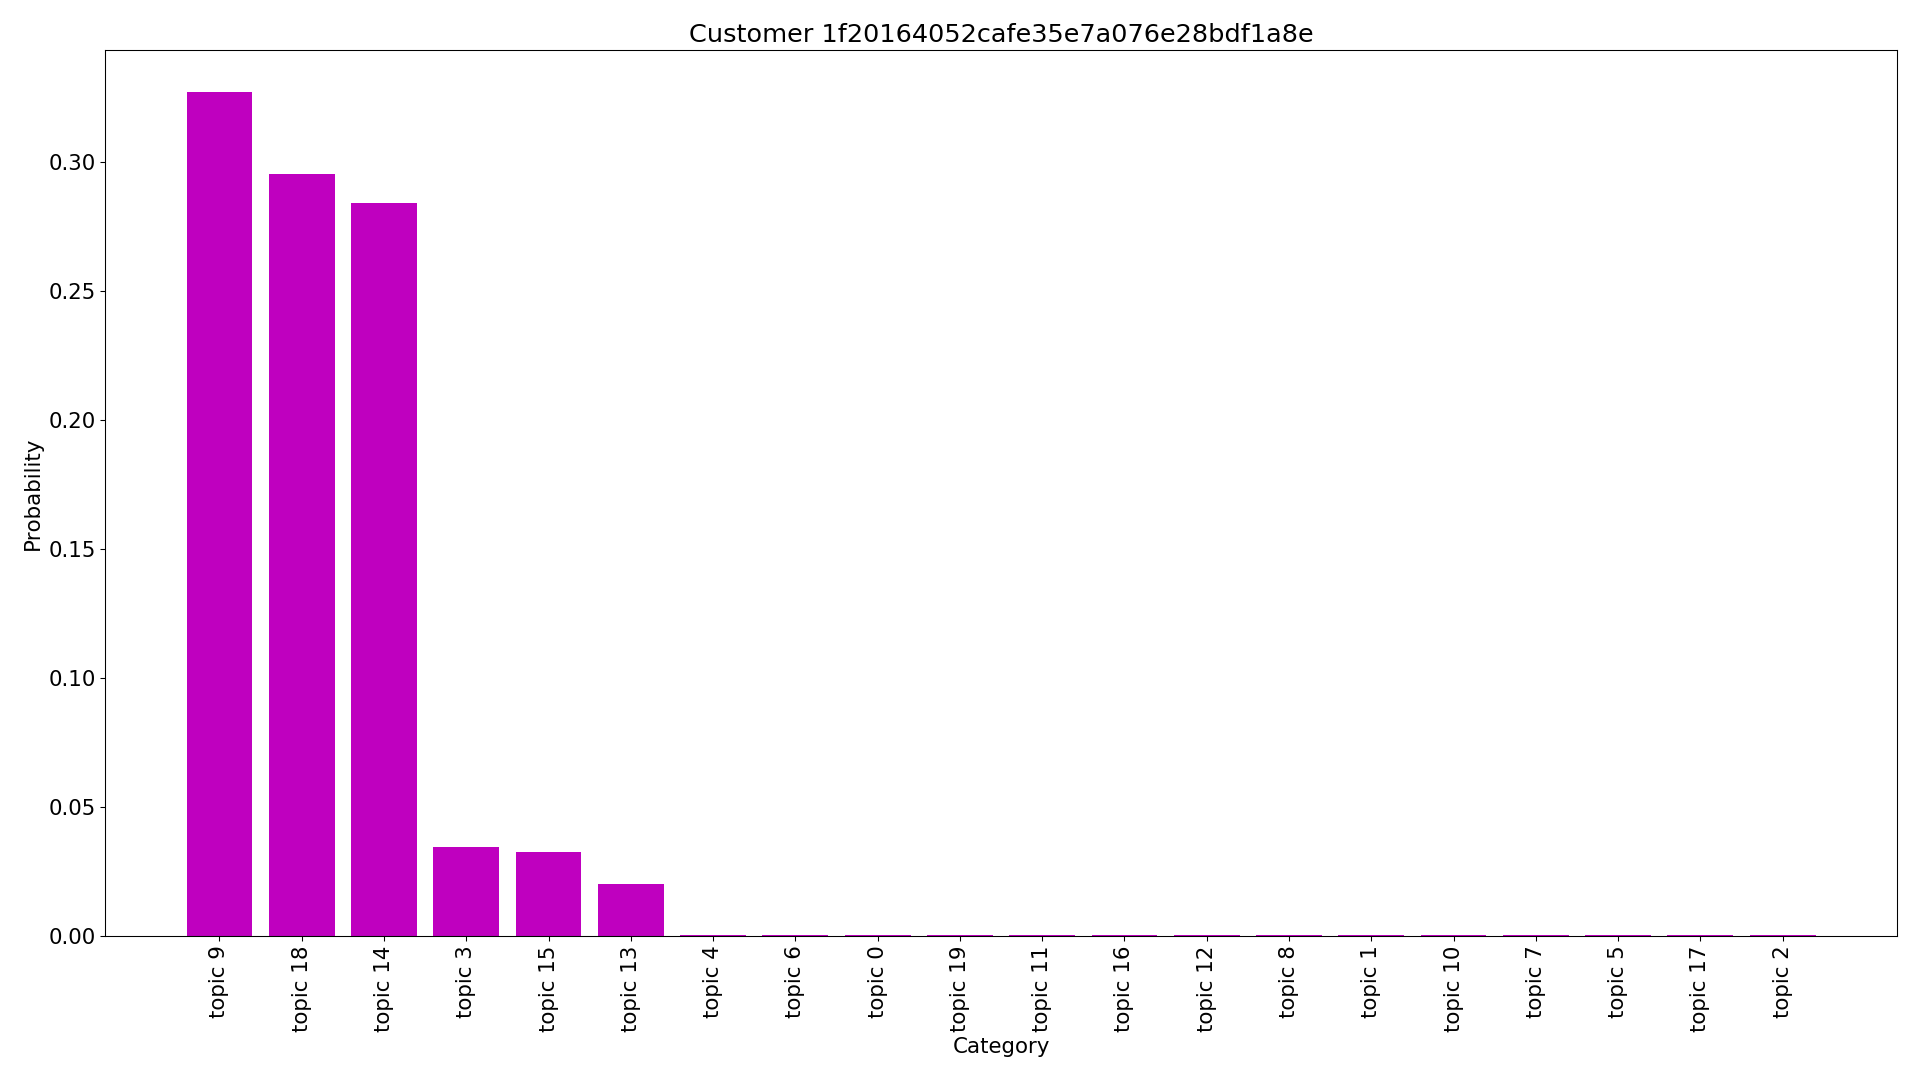 Customer 1f20164052cafe35e7a076e28bdf1a8e
Probability
0.30
0.25
0.20
0.15
0.10
0.05
0.00
topic 9
topic 18
topic 14
topic 3
topic 15
topic 13
topic 4
topic 6
topic 0
topic 19
topic 11
topic 16
topic 12
topic 8
topic 1
topic 10
topic 7
topic 5
topic 17
topic 2
Category